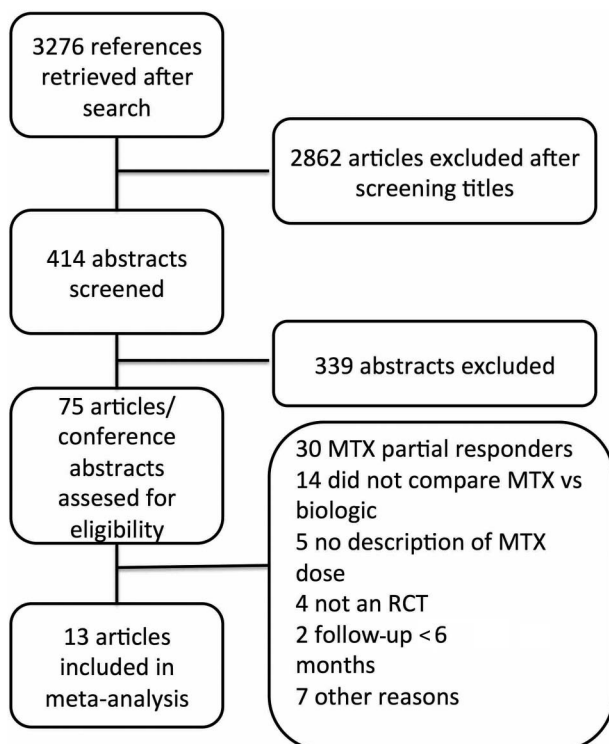 3276 references
retrieved after
search
2862 articles excluded after
screening titles
414 abstracts
screened
339 abstracts excluded
75 articles/
conference
abstracts
assesed for
eligibility
30 MTX partial responders
14 did not compare MTX vs
biologic
5 no description of MTX
dose
4 not an RCT
2 follow-up < 6
months
7 other reasons
13 articles
included in
meta-analysis